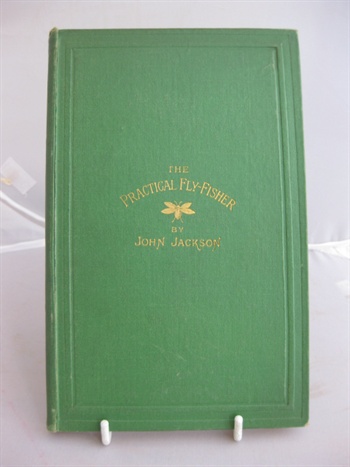 THE
PRACTICAL FLY-FISHER
BY
JOHN JACKSON.